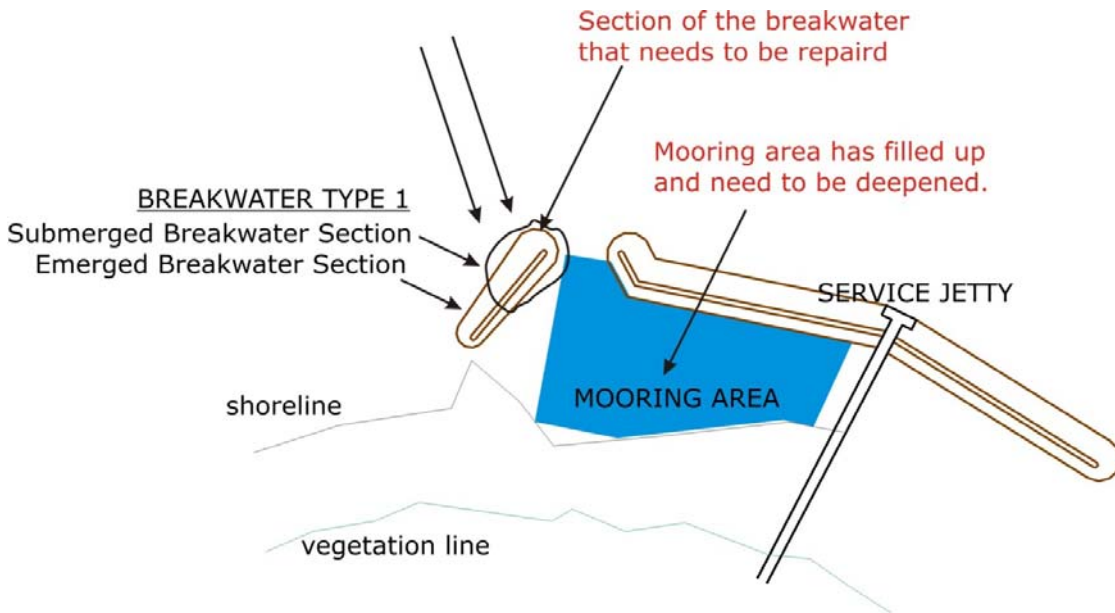 Section of the breakwater
that needs to be repaird
Mooring area has filled up
and need to be deepened.
BREAKWATER TYPE 1
Submerged Breakwater Section
Emerged Breakwater Section
SERVICE JETTY
MOORING AREA
shoreline
vegetation line